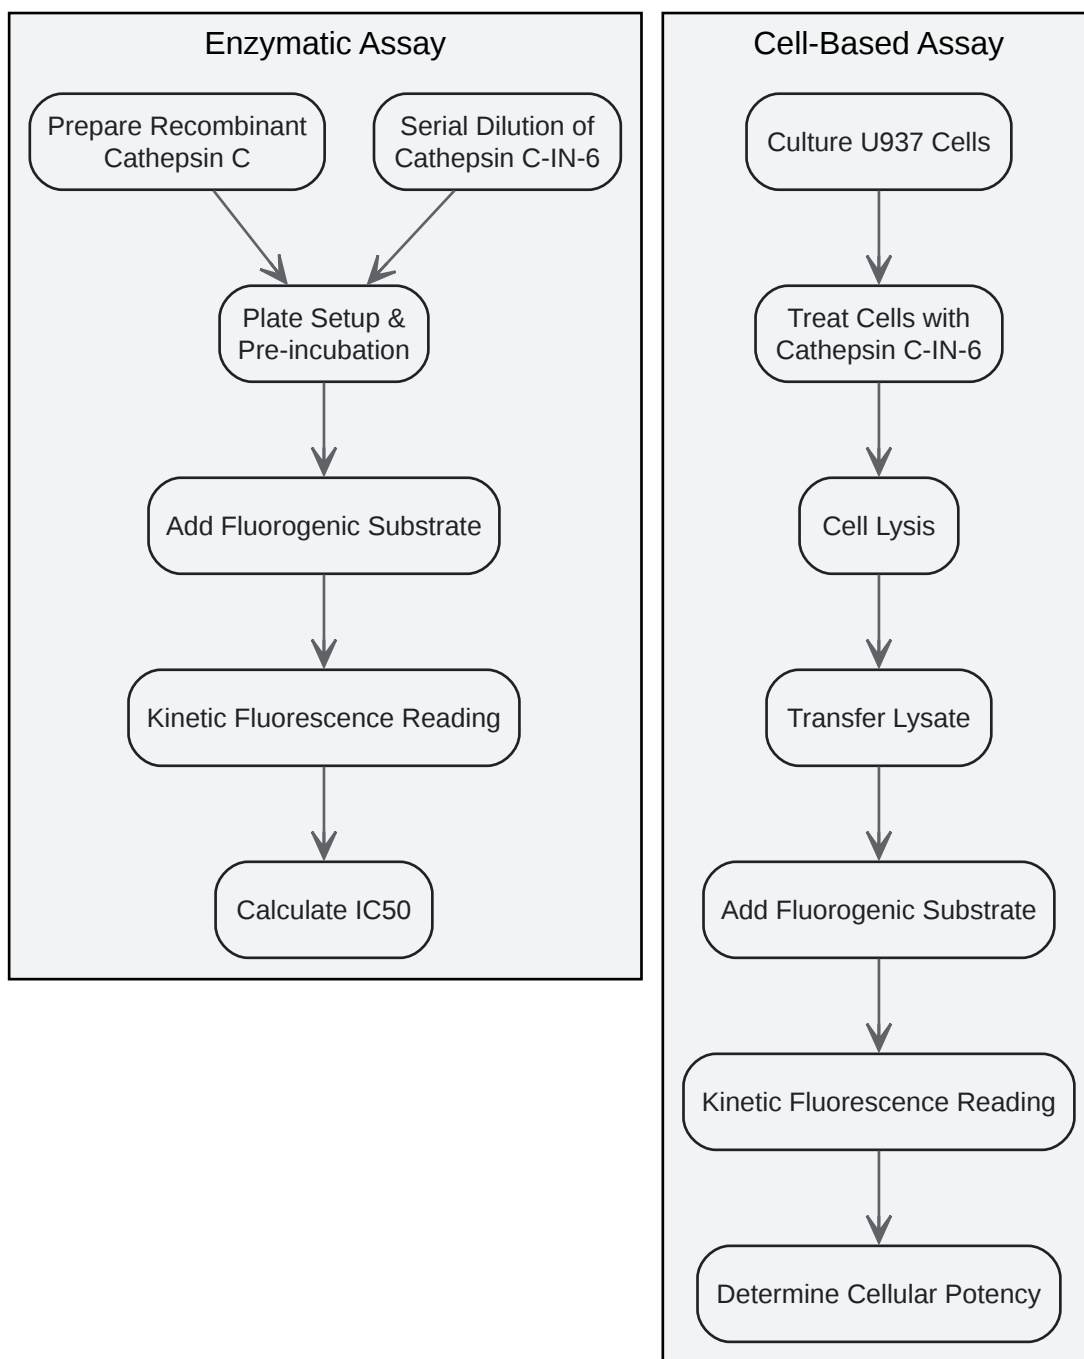 Enzymatic Assay
Prepare Recombinant
Cathepsin C
Serial Dilution of
Cathepsin C-IN-6
Plate Setup &
Pre-incubation
Add Fluorogenic Substrate
Kinetic Fluorescence Reading
Calculate IC50
Cell-Based Assay
Culture U937 Cells
Treat Cells with
Cathepsin C-IN-6
Cell Lysis
Transfer Lysate
Add Fluorogenic Substrate
Kinetic Fluorescence Reading
Determine Cellular Potency